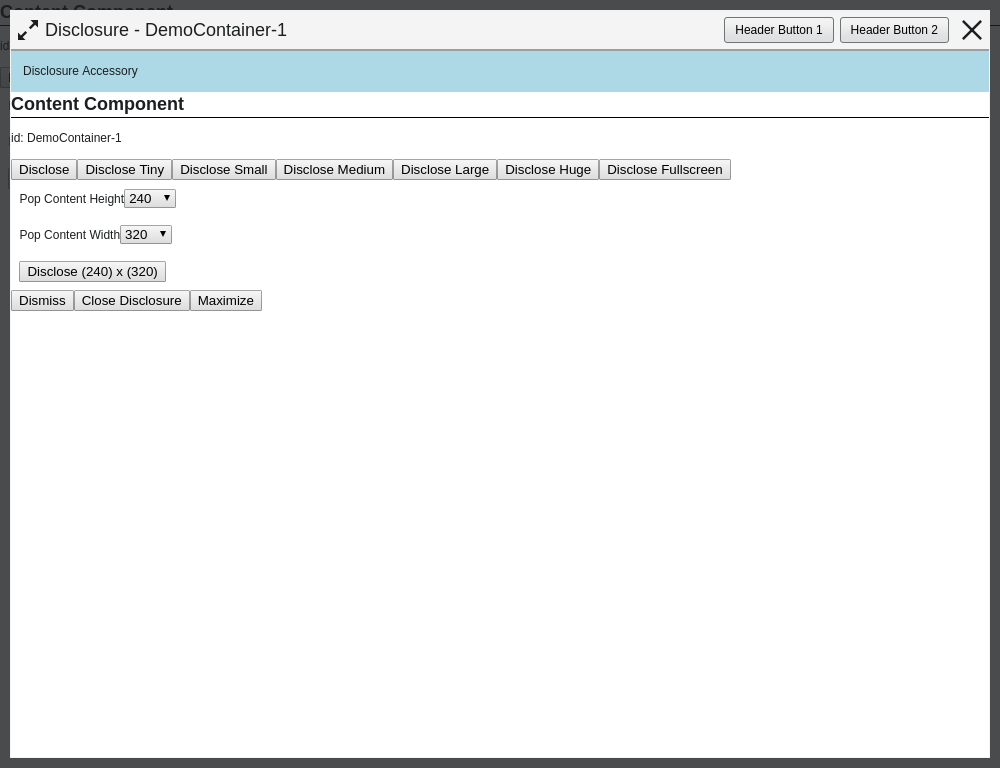 Disclosure - DemoContainer-1
Header Button 1
Header Button 2
Disclosure Accessory
Content Component
id: DemoContainer-1
Disclose Disclose Tiny Disclose Small Disclose Medium Disclose Large Disclose Huge Disclose Fullscreen
Pop Content Height 240
Pop Content Width 320
Disclose (240) x (320)
Dismiss Close Disclosure Maximize